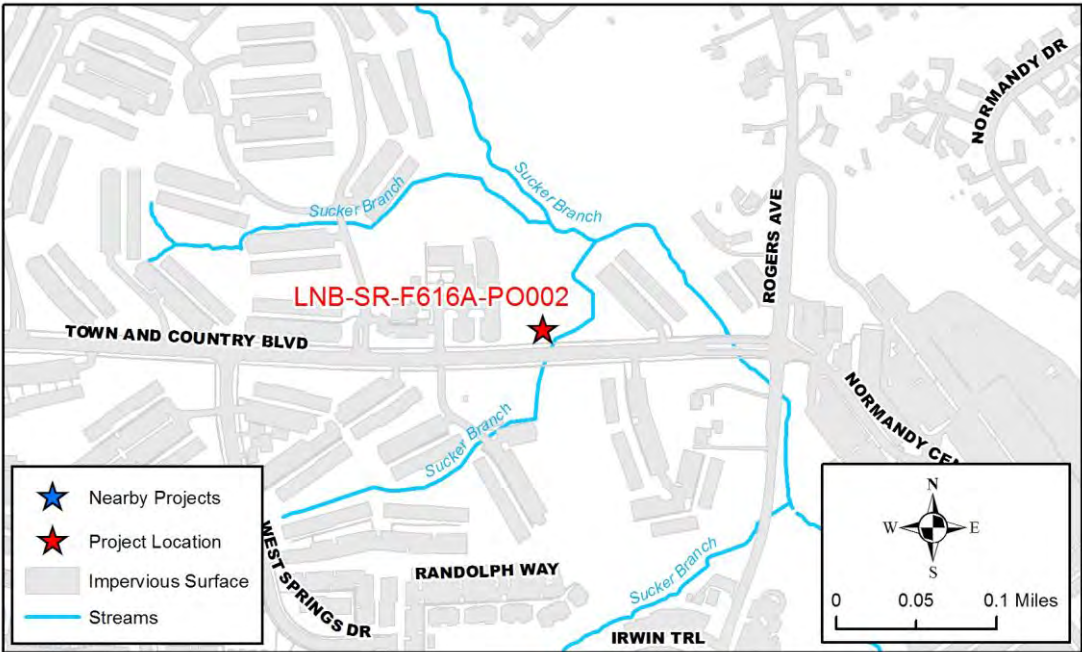 NORMANDY DR
Sucker Branch
Sucker Branch
ROGERS AVE
LNB-SR-F616A-PO002
TOWN AND COUNTRY BLVD
NORMANDY CEN
Sucker Branch
Nearby Projects
Project Location
Impervious Surface
Streams
WEST SPRINGS DR
RANDOLPH WAY
Sucker Branch
IRWIN TRL
N
W E
S
0 0.05 0.1 Miles